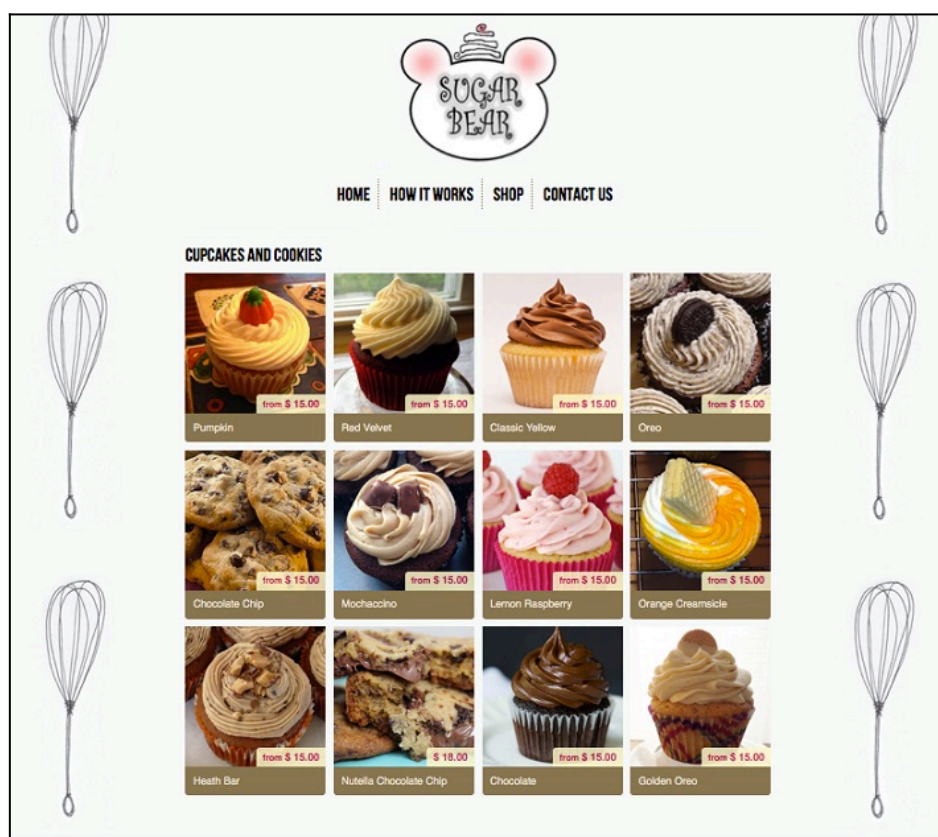 SUGAR
BEAR
HOME
HOW IT WORKS
SHOP
CONTACT US
CUPCAKES AND COOKIES
from $ 15.00
from $ 15.00
from $ 15.00
from $ 15.00
Pumpkin
Red Velvet
Classic Yellow
Oreo
from $ 15.00
from $ 15.00
from $ 15.00
from $ 15.00
Chocolate Chip
Mochaccino
Lemon Raspberry
Orange Creamsicle
from $ 15.00
$ 18.00
from $ 15.00
from $ 15.00
Heath Bar
Nutella Chocolate Chip
Chocolate
Golden Oreo